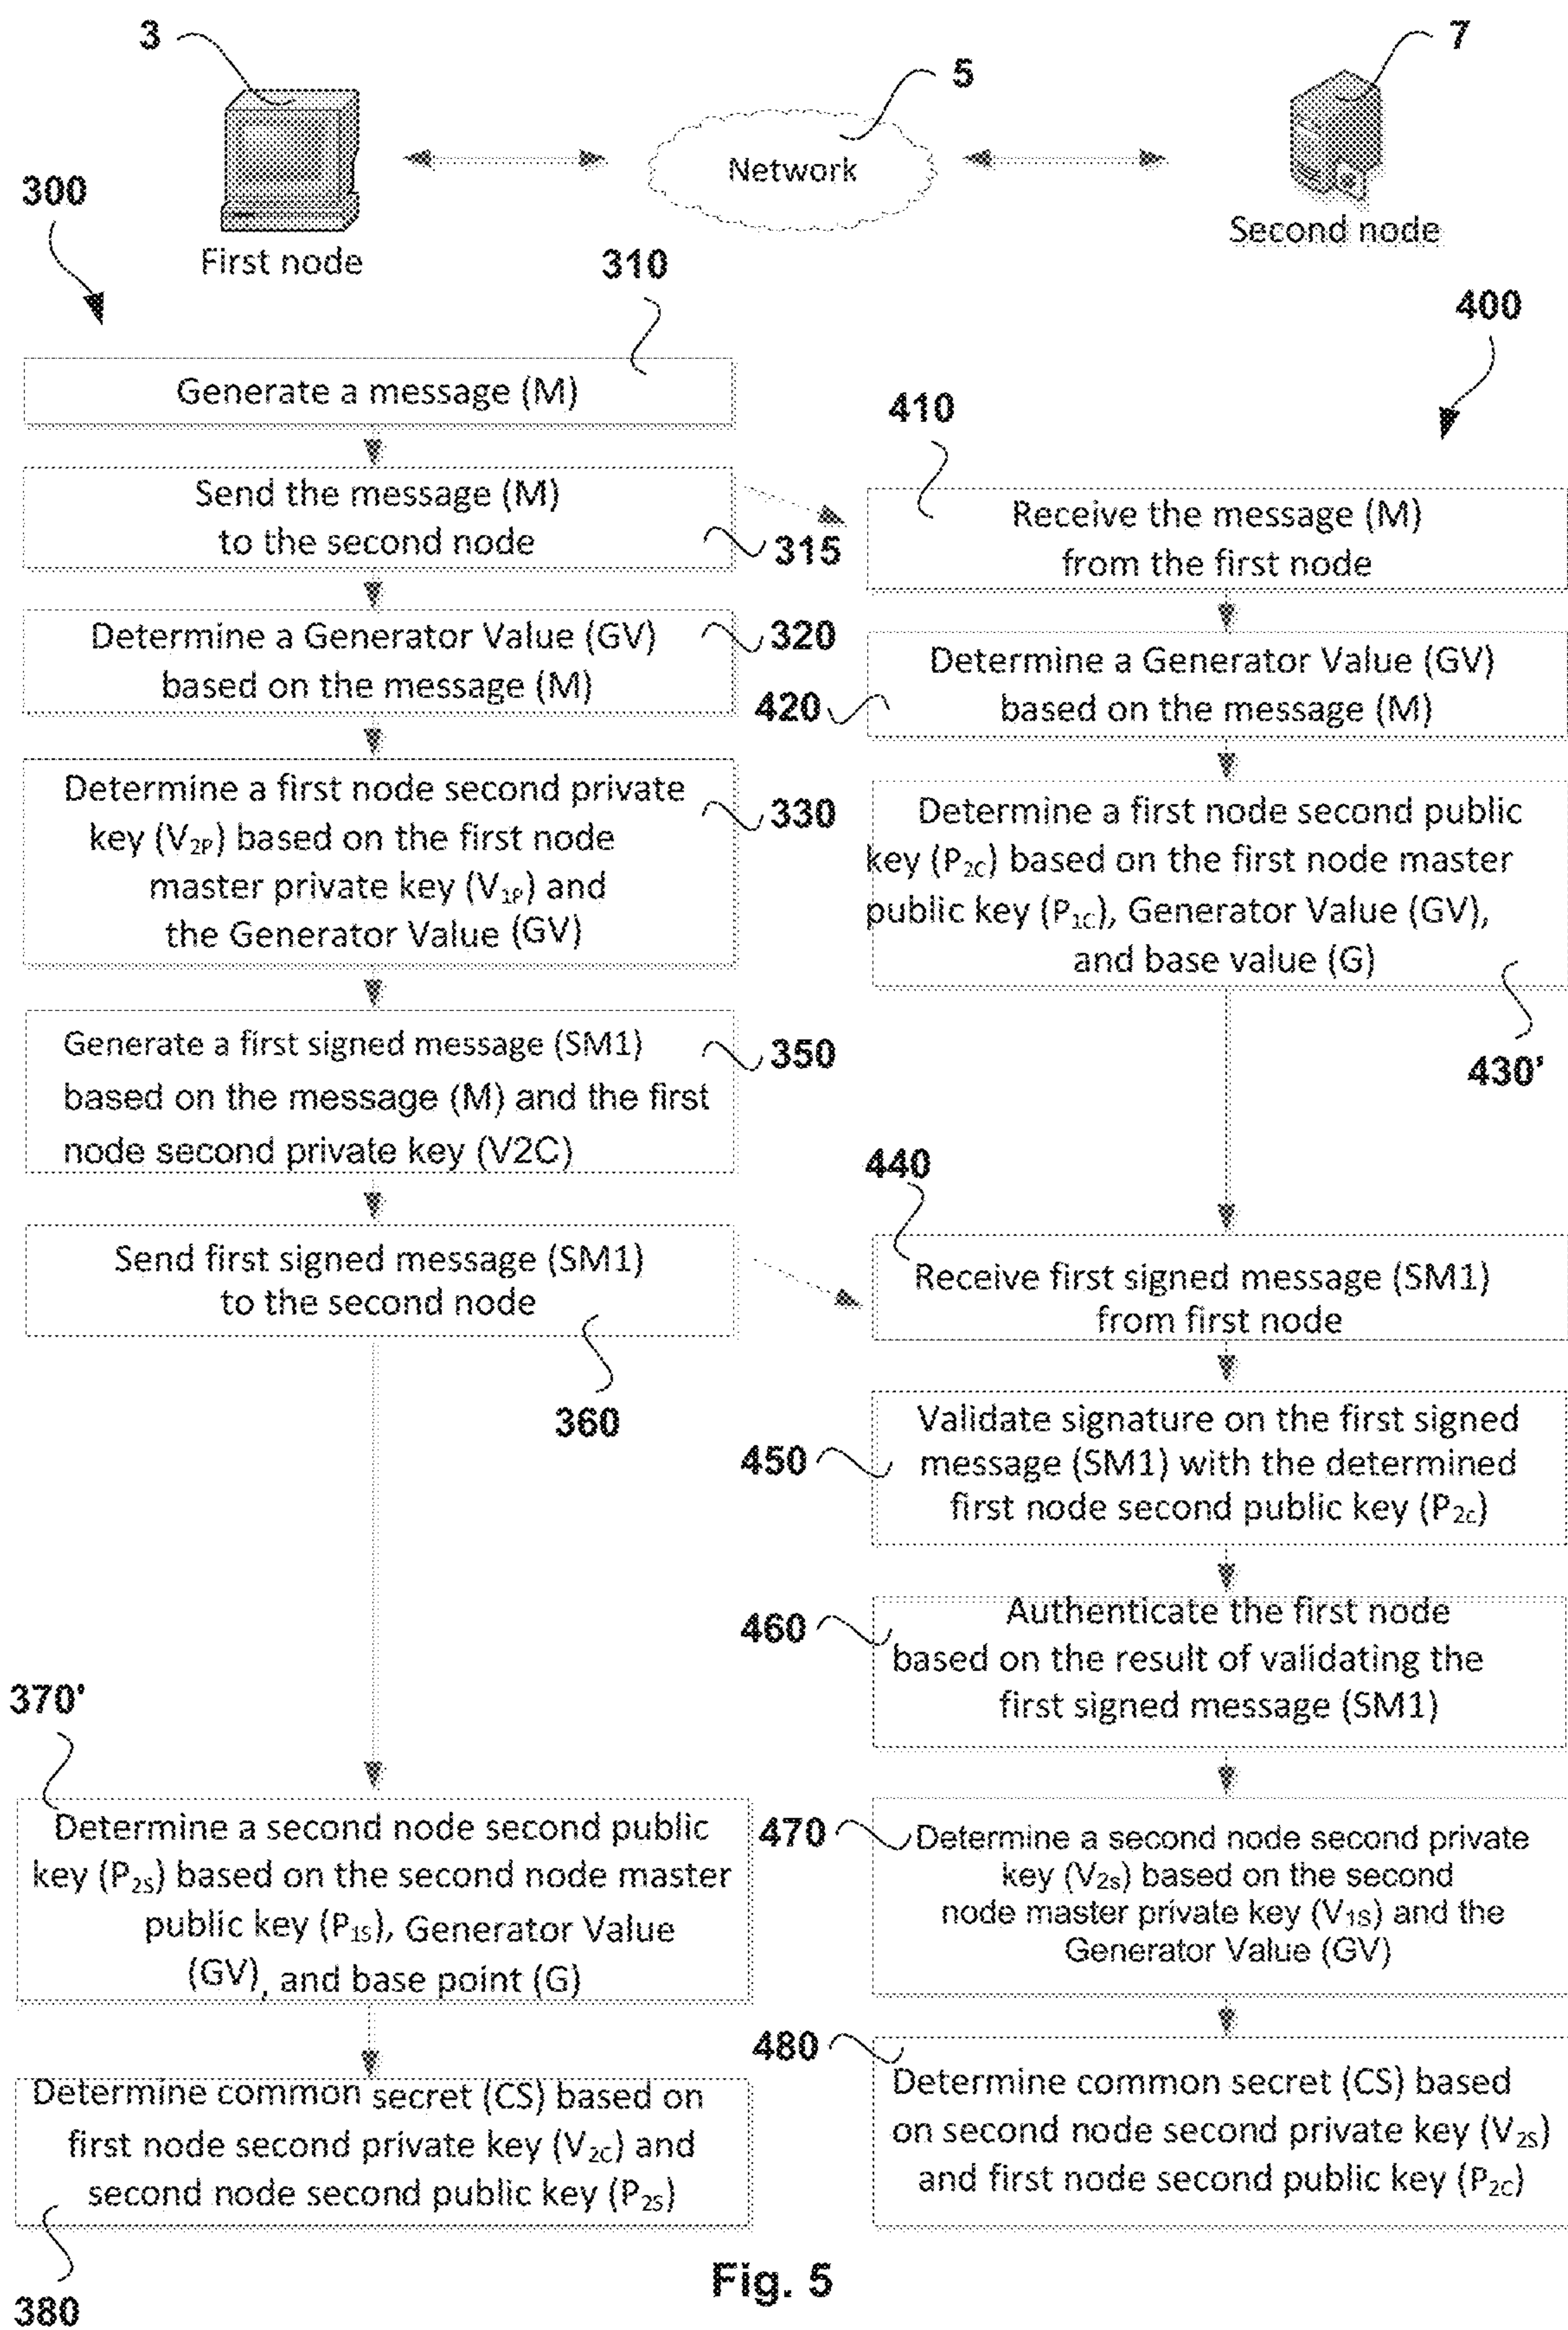 3
5
7
Network
300
First node
Second node
310
400
Generate a message (M)
410
Send the message (M)
to the second node
315
Receive the message (M)
from the first node
Determine a Generator Value (GV)
based on the message (M)
320
Determine a Generator Value (GV)
based on the message (M)
420
Determine a first node second private
key (V2P) based on the first node
master private key (V1P) and
the Generator Value (GV)
330
Determine a first node second public
key (P2C) based on the first node master
public key (P1C), Generator Value (GV),
and base value (G)
430'
Generate a first signed message (SM1)
based on the message (M) and the first
node second private key (V2C)
350
440
Send first signed message (SM1)
to the second node
360
Receive first signed message (SM1)
from first node
450
Validate signature on the first signed
message (SM1) with the determined
first node second public key (P2c)
460
Authenticate the first node
based on the result of validating the
first signed message (SM1)
370'
Determine a second node second public
key (P2S) based on the second node master
public key (P1S), Generator Value
(GV), and base point (G)
470
Determine a second node second private
key (V2s) based on the second
node master private key (V1S) and the
Generator Value (GV)
480
Determine common secret (CS) based on
first node second private key (V2C) and
second node second public key (P2S)
380
Determine common secret (CS) based
on second node second private key (V2S)
and first node second public key (P2C)
Fig. 5